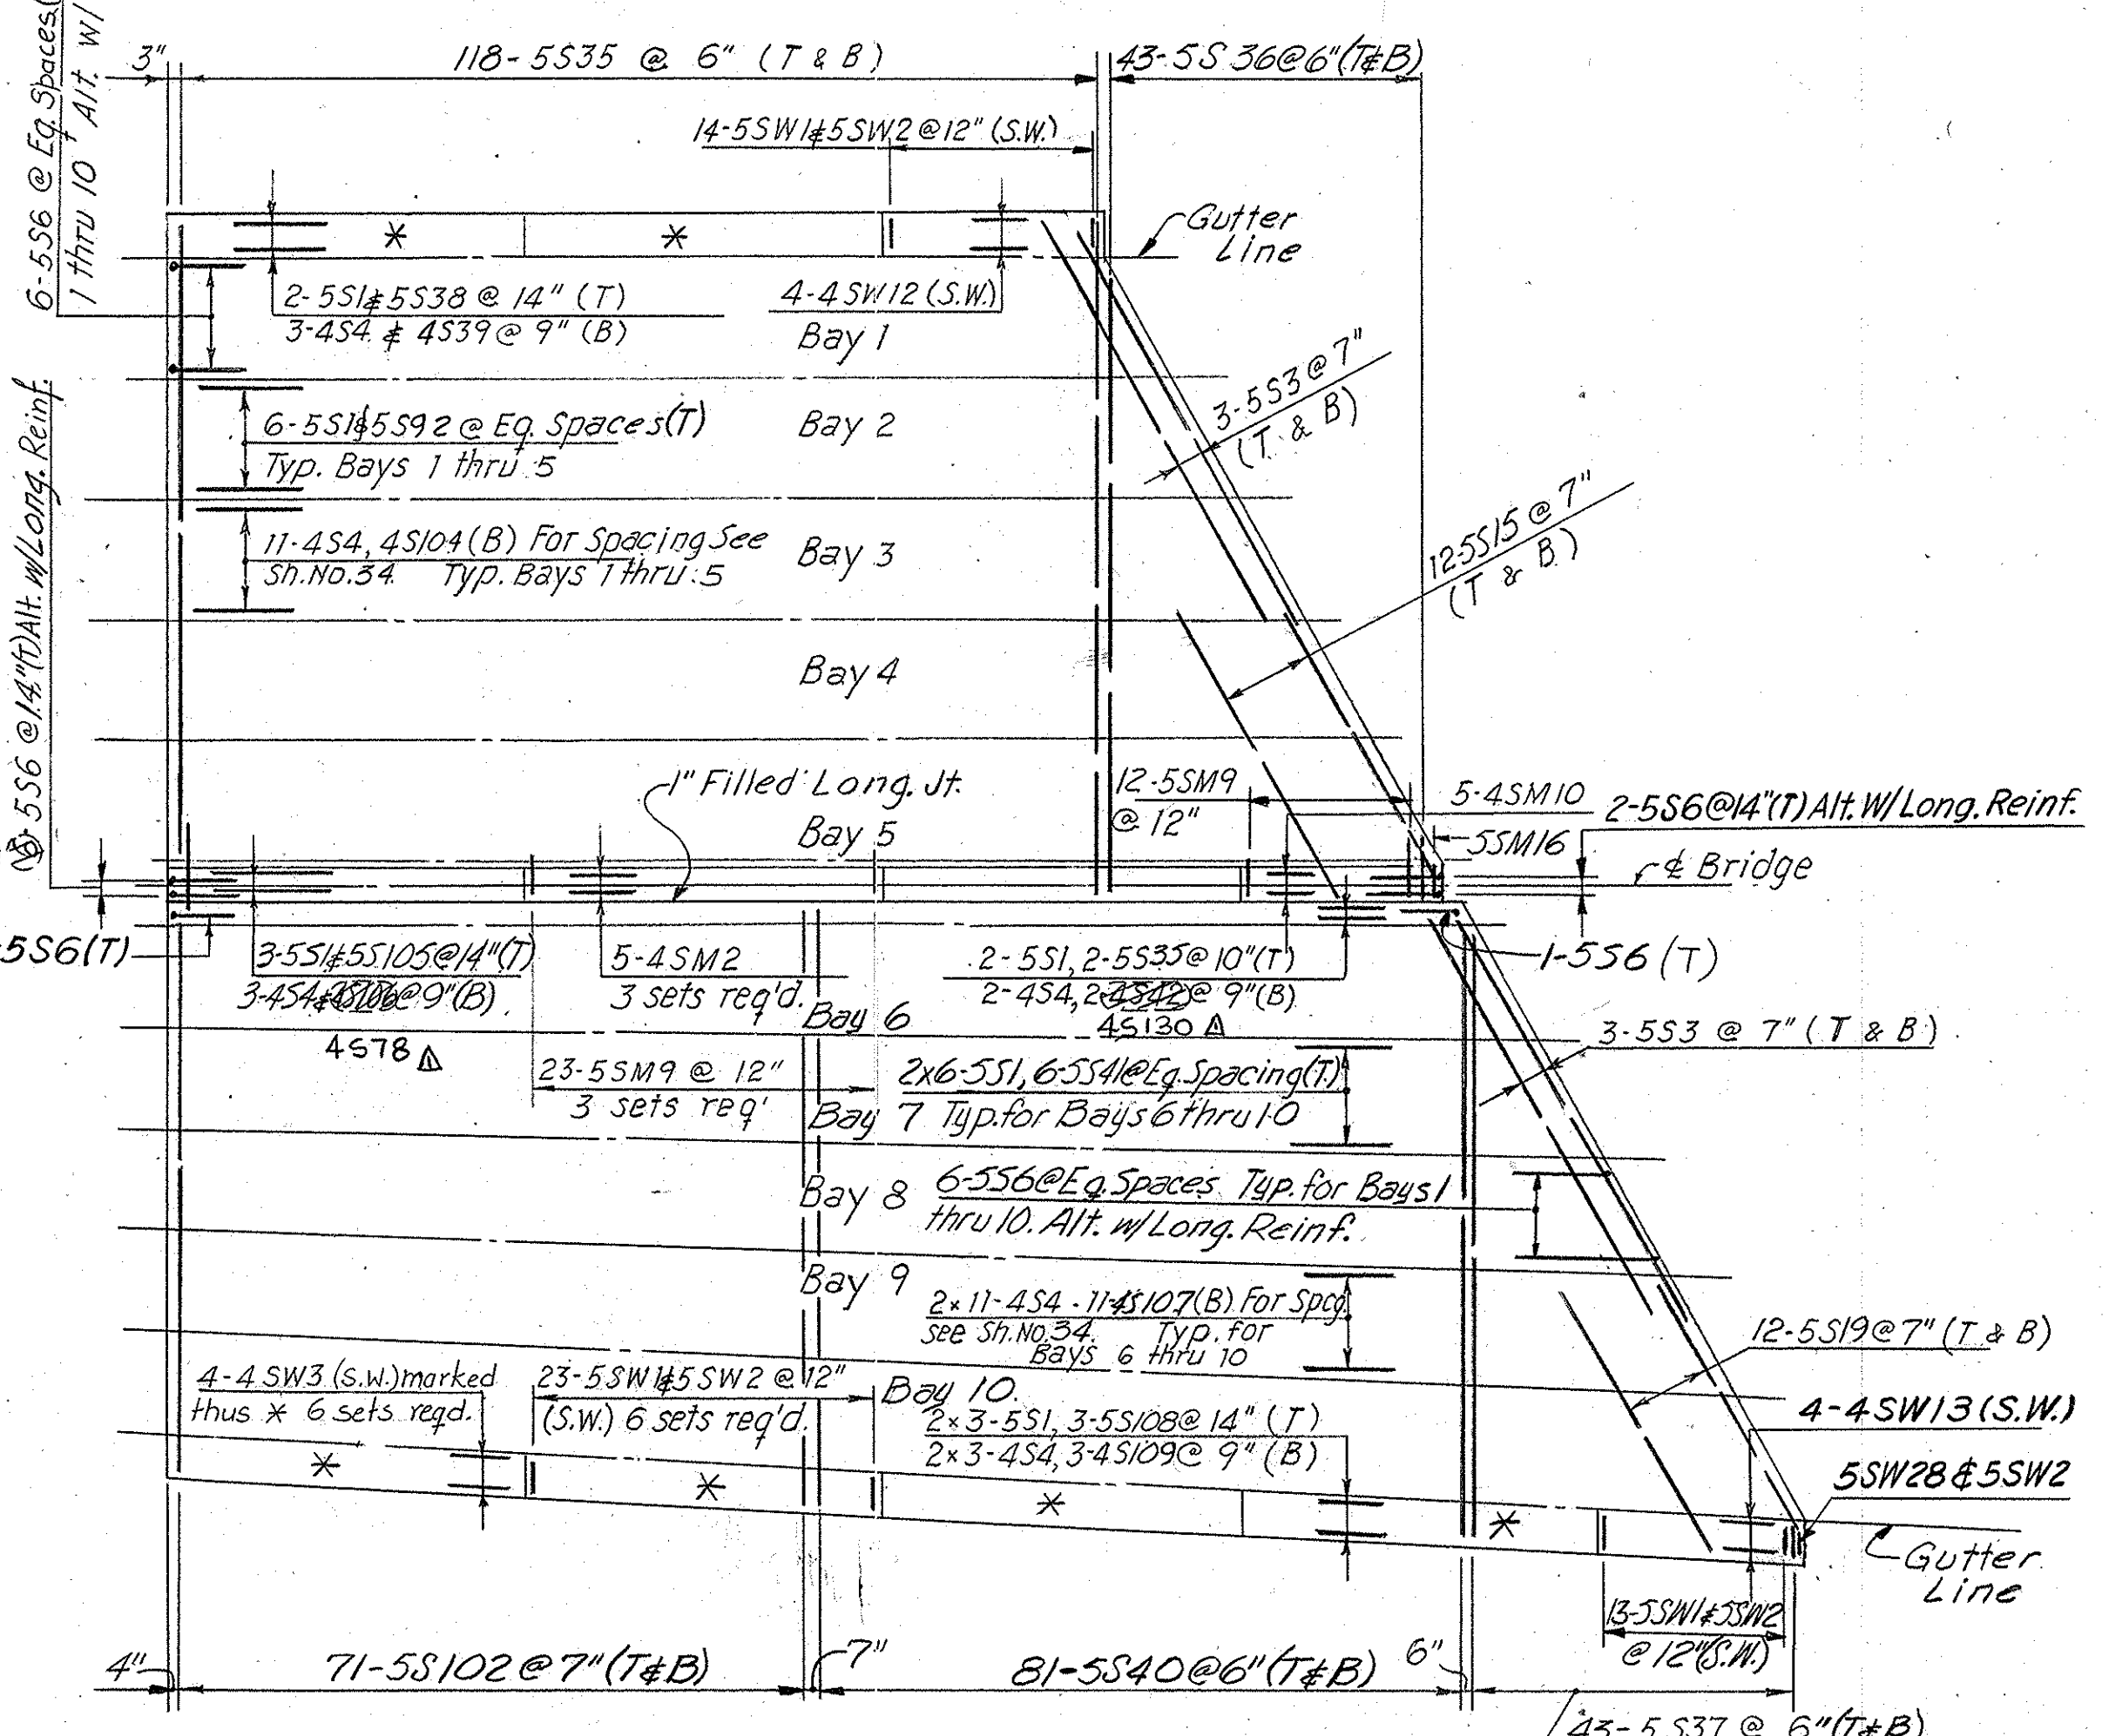 6-5S6 @ Eq. Spaces
1 thru 10' Alt. w/
3"
118-5S35 @ 6" (T & B)
43-5S36@6"(T&B)
14-5SW1&5SW2@12"(S.W.)
Gutter
Line
*
*
2-5S1&5S38 @ 14" (T)
3-4S4 & 4S39@ 9" (B)
4-4SW12(S.W.)
Bay 1
3-5S3@7"
(T & B)
6-5S1&5S92@ Eq. Spaces(T)
Typ. Bays 1 thru 5
Bay 2
12-5S15@7"
(T & B)
11-4S4, 4S104(B) For Spacing See
Sh.No.34. Typ. Bays 1 thru 5
Bay 3
Bay 4
5S6 @14"(T)Alt. w/Long. Reinf.
1" Filled Long. Jt.
Bay 5
12-5SM9
@ 12"
5-4SM10
5SM16
2-5S6@14"(T) Alt. W/Long. Reinf.
℄ Bridge
5S6(T)
3-5S1&5S105@14"(T)
3-4S4& @9"(B)
4S78 ⚠
5-4SM2
3 sets req'd.
2-5S1, 2-5S35@10"(T)
2-4S4, 2-4S42@ 9"(B)
4S130 ⚠
1-5S6 (T)
Bay 6
3-5S3 @ 7" (T & B)
23-5SM9 @ 12"
3 sets req'
2x6-5S1, 6-5S41@Eq.Spacing(T)
Bay 7 Typ.for Bays 6 thru 10
Bay 8
6-5S6@Eq.Spaces Typ. for Bays 1
thru 10. Alt. w/Long. Reinf.
Bay 9
2x11-4S4-11-4S107(B) For Spcg.
see Sh.No.34. Typ. for
Bays 6 thru 10
12-5S19@7"(T & B)
4-4SW3 (S.W.)marked
thus * 6 sets reqd.
23-5SW1&5SW2 @ 12"
(S.W.) 6 sets req'd.
Bay 10.
2x3-5S1, 3-5S108@14" (T)
2x3-4S4, 3-4S109@ 9" (B)
4-4SW13(S.W.)
5SW28&5SW2
*
*
*
*
Gutter
Line
13-5SW1&5SW2
@12"(S.W.)
4"
71-5S102@7"(T&B)
7"
81-5S40@6"(T&B)
6"
43-5S37 @ 6"(T&B)